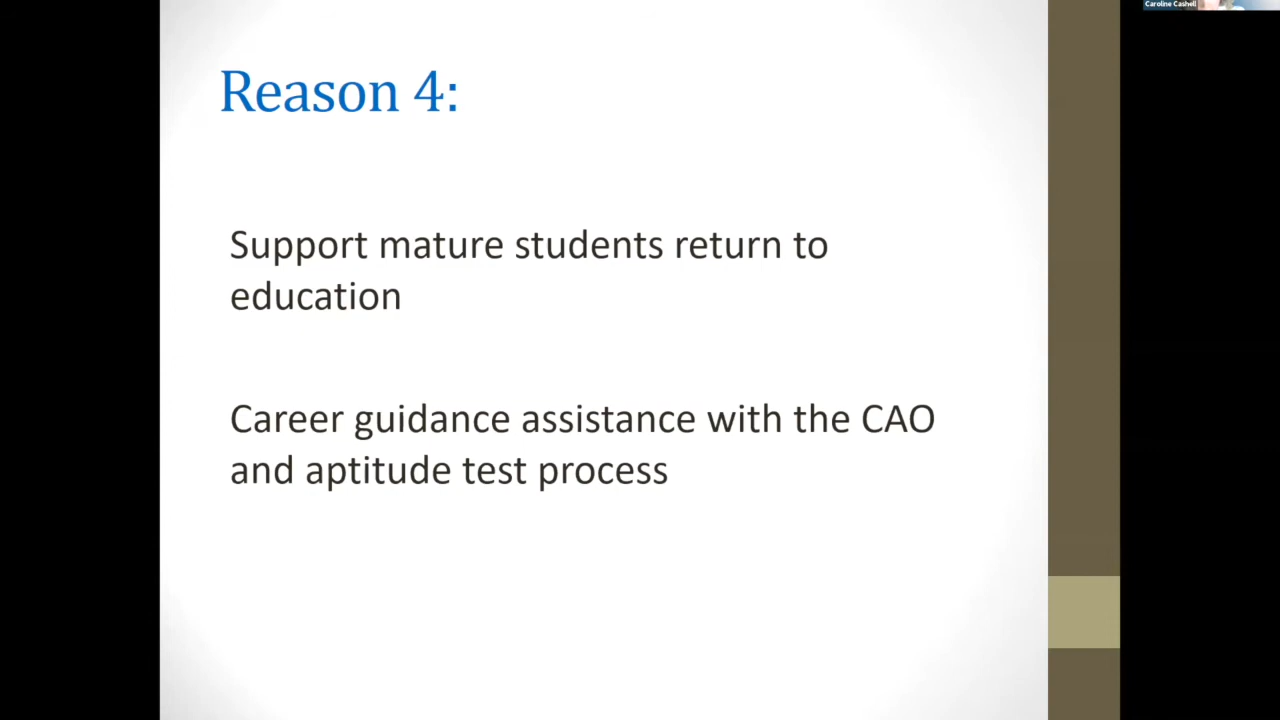 Caroline Cashell
Reason 4:
Support mature students return to
education
Career guidance assistance with the CAO
and aptitude test process